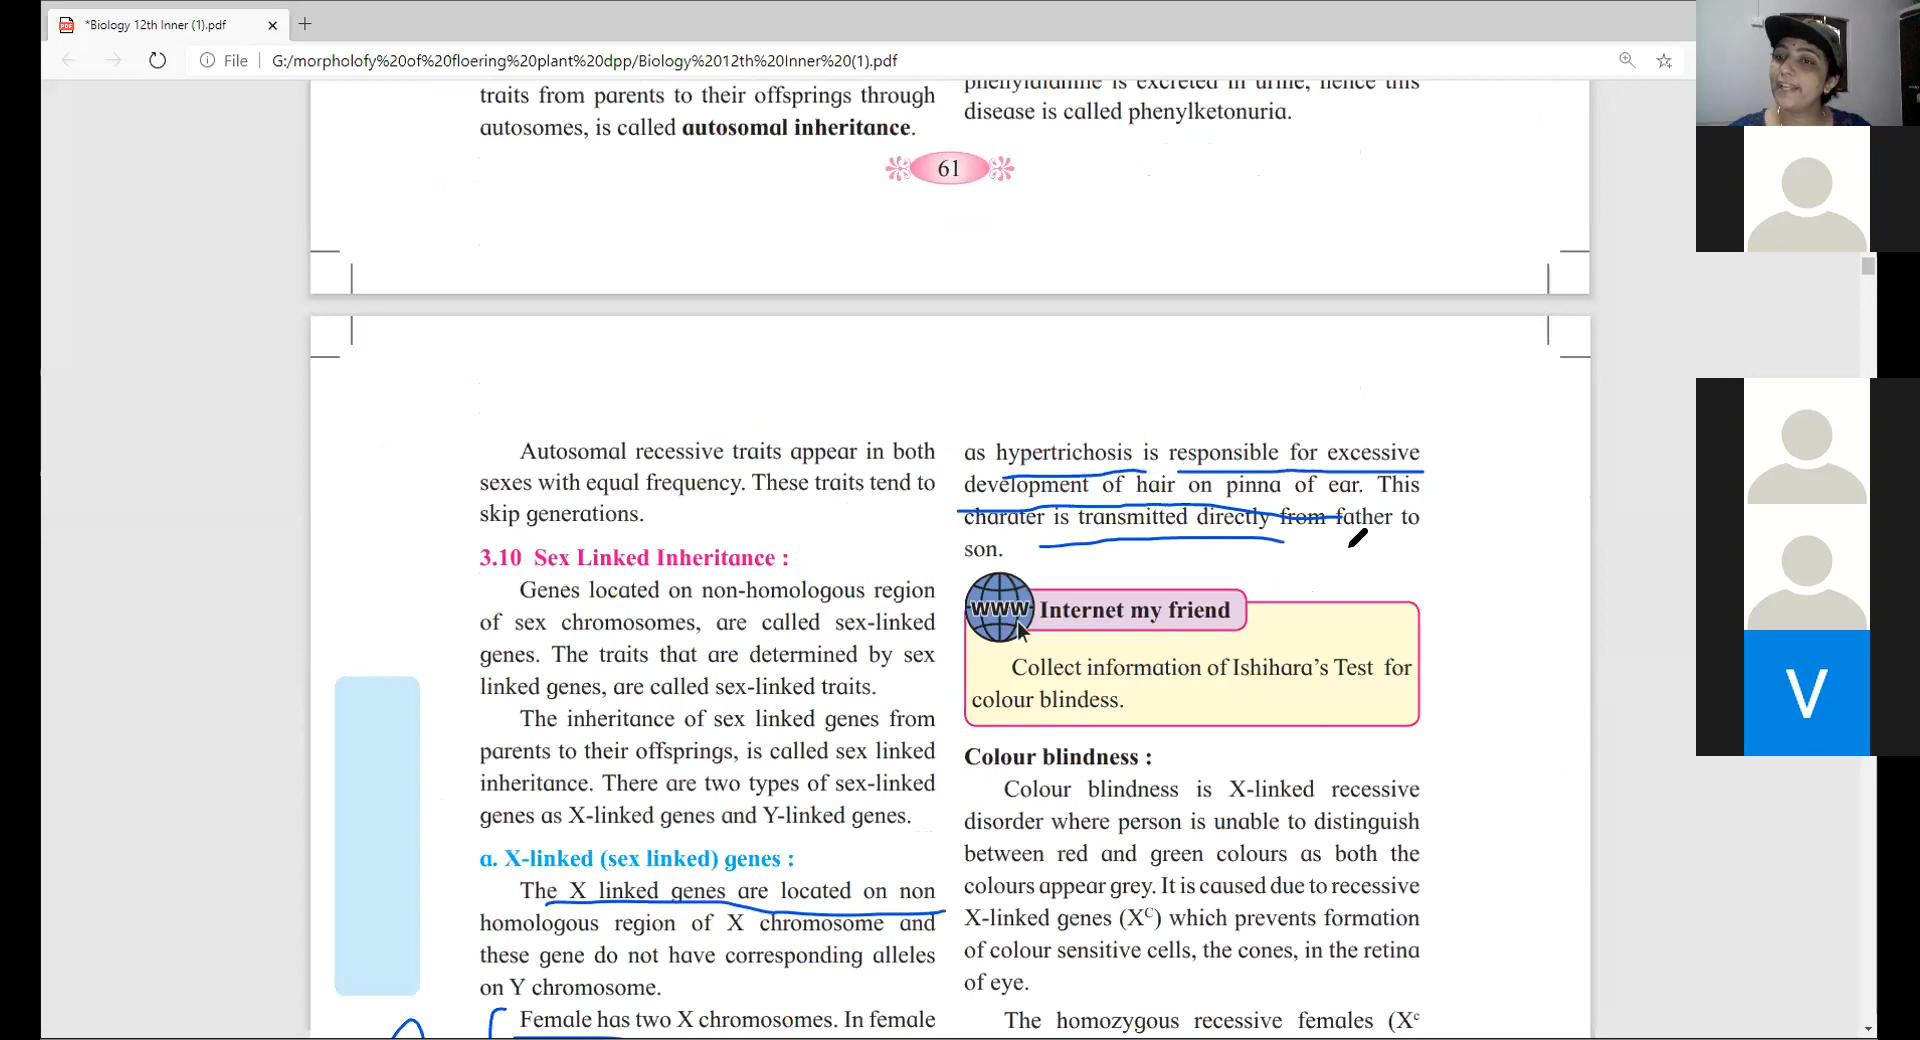 *Biology 12th Inner (1).pdf
File
G:/morpholofy%20of%20floering%20plant%20dpp/Biology%2012th%20Inner%20(1).pdf
traits from parents to their offsprings through
autosomes, is called autosomal inheritance.
phenylalanine is excreted in urine, hence this
disease is called phenylketonuria.
61
Autosomal recessive traits appear in both
sexes with equal frequency. These traits tend to
skip generations.
3.10 Sex Linked Inheritance :
Genes located on non-homologous region
of sex chromosomes, are called sex-linked
genes. The traits that are determined by sex
linked genes, are called sex-linked traits.
The inheritance of sex linked genes from
parents to their offsprings, is called sex linked
inheritance. There are two types of sex-linked
genes as X-linked genes and Y-linked genes.
a. X-linked (sex linked) genes :
The X linked genes are located on non
homologous region of X chromosome and
these gene do not have corresponding alleles
on Y chromosome.
Female has two X chromosomes. In female
as hypertrichosis is responsible for excessive
development of hair on pinna of ear. This
charater is transmitted directly from father to
son.
www
Internet my friend
Collect information of Ishihara's Test for
colour blindess.
Colour blindness :
Colour blindness is X-linked recessive
disorder where person is unable to distinguish
between red and green colours as both the
colours appear grey. It is caused due to recessive
X-linked genes (Xᶜ) which prevents formation
of colour sensitive cells, the cones, in the retina
of eye.
The homozygous recessive females (Xᶜ
V